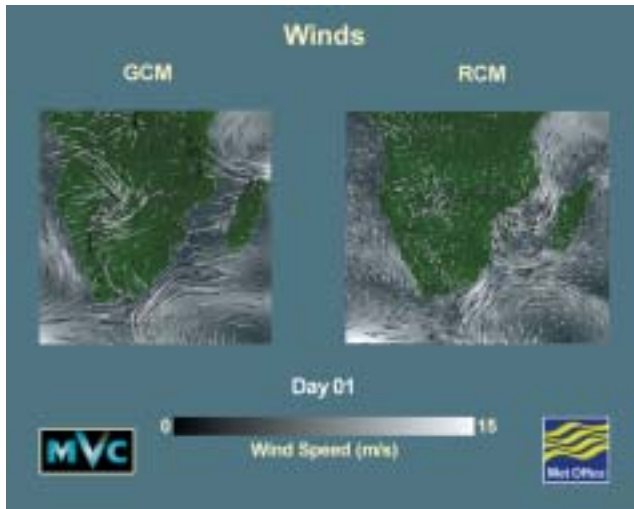 Winds
GCM RCM
Day 01
0 15
Wind Speed (m/s)
MVC
Met Office